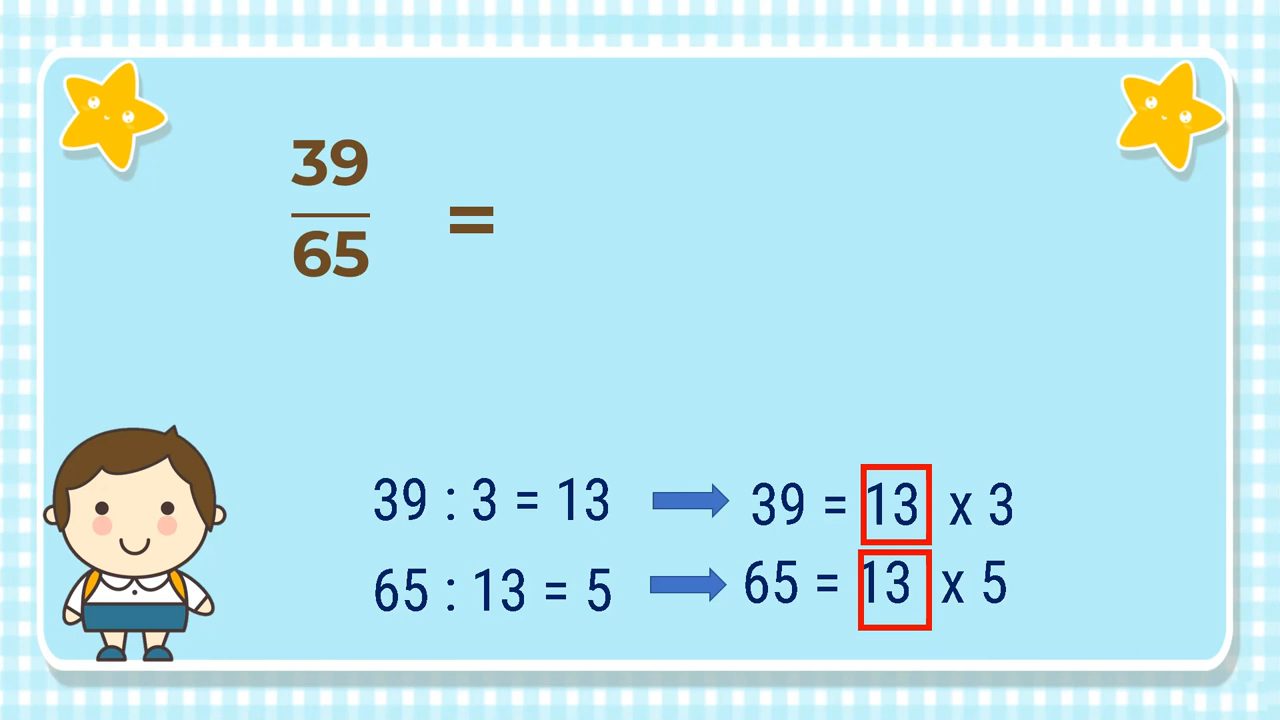 39
65
=
39 : 3 = 13 39 = 13 x 3
65 : 13 = 5 65 = 13 x 5